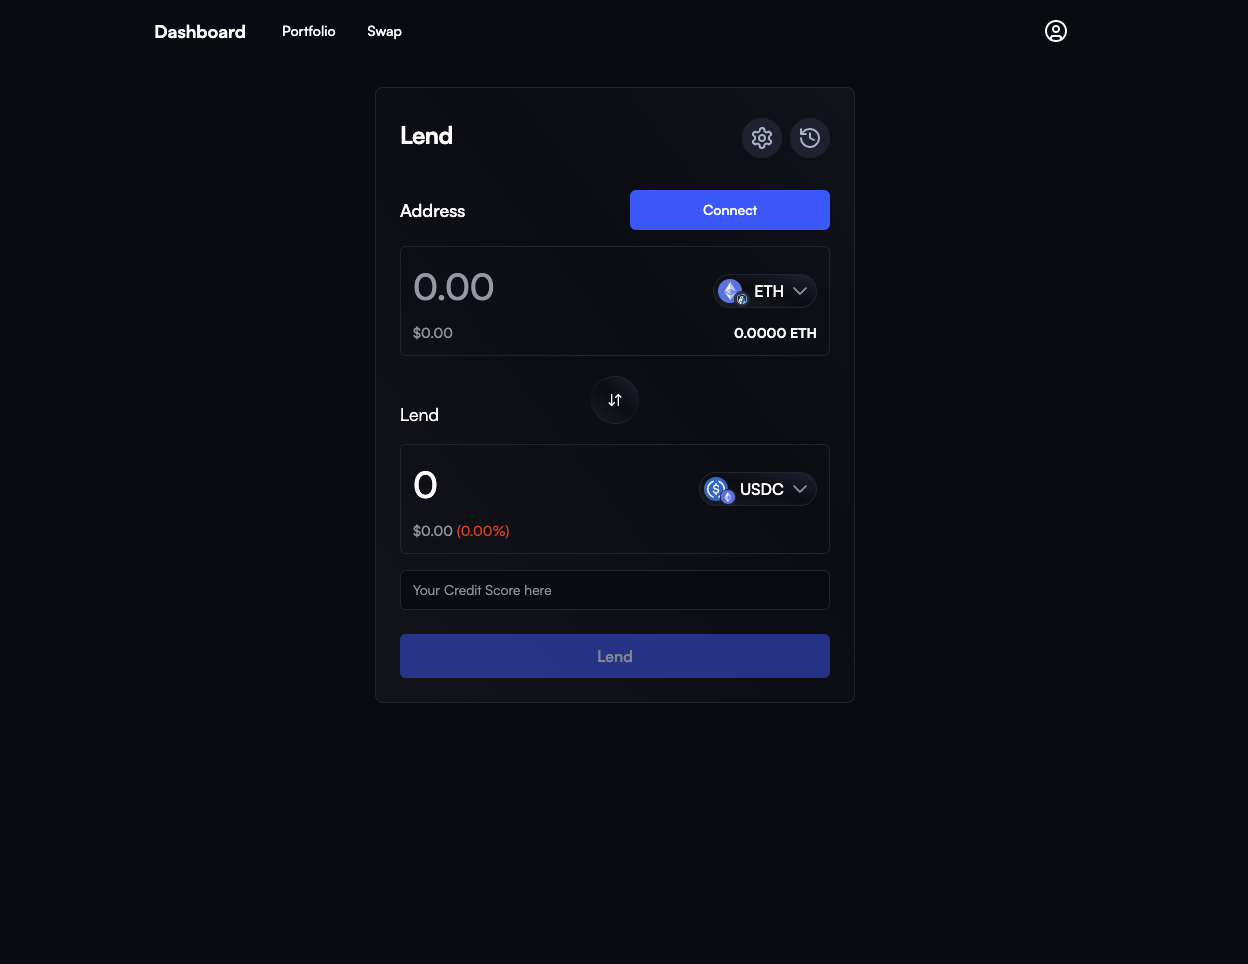 Dashboard Portfolio Swap
Lend
Address Connect
0.00 ETH
$0.00 0.0000 ETH
Lend
0 USDC
$0.00 (0.00%)
Your Credit Score here
Lend